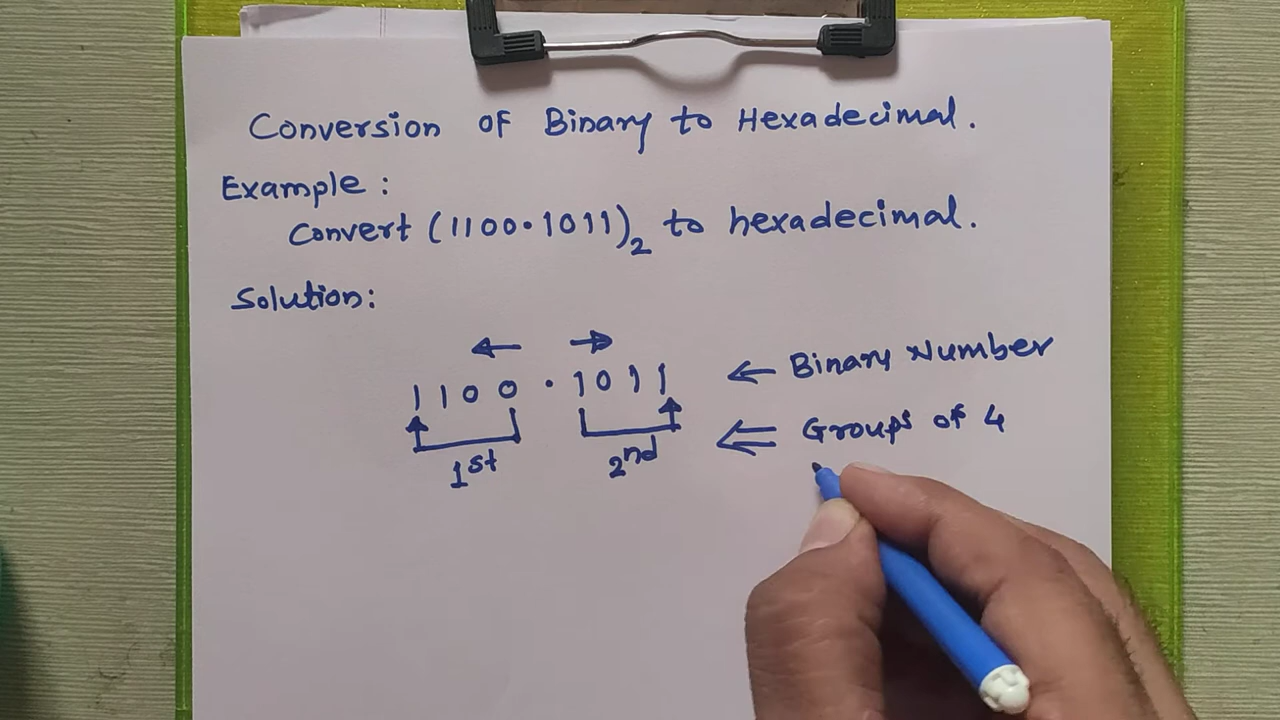 Conversion of Binary to Hexadecimal.
Example:
Convert (1100.1011)2 to hexadecimal.
Solution:
← →
1100.1011 ← Binary Number
1st 2nd ⇐ Groups of 4